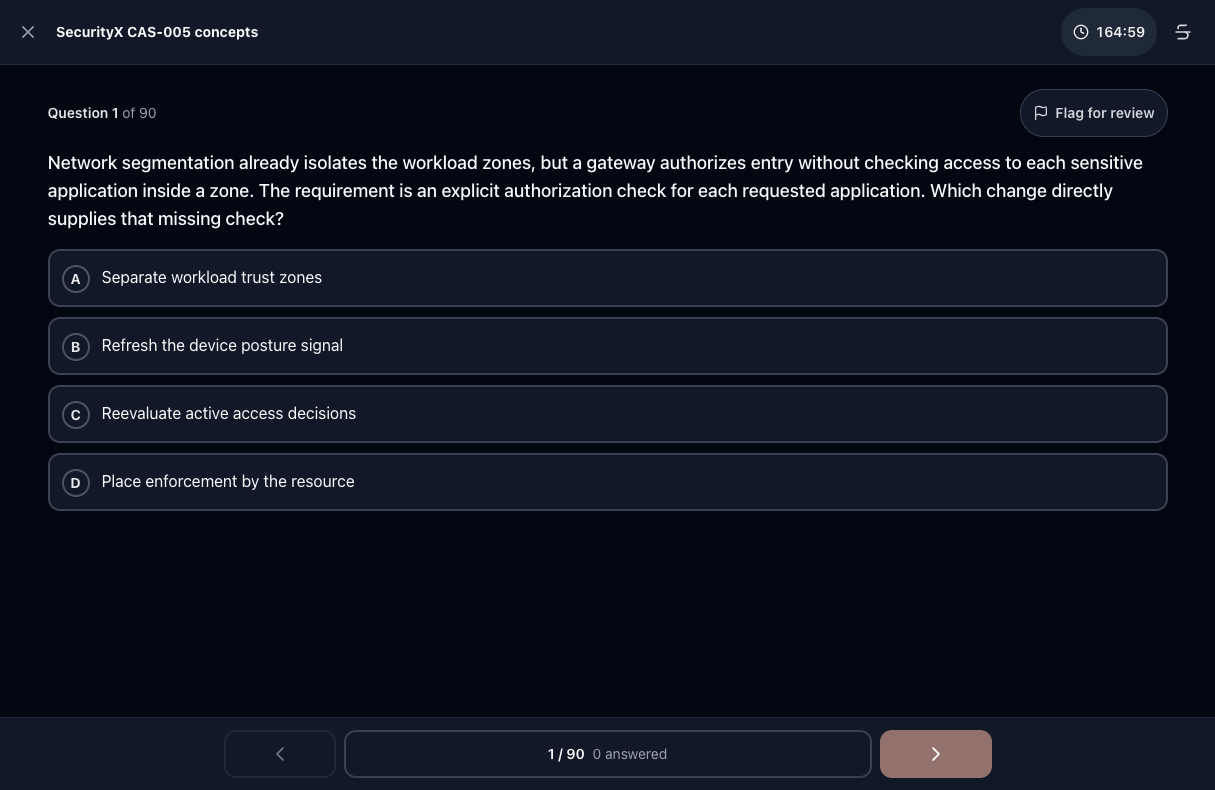 SecurityX CAS-005 concepts
164:59
Question 1 of 90
Flag for review
Network segmentation already isolates the workload zones, but a gateway authorizes entry without checking access to each sensitive
application inside a zone. The requirement is an explicit authorization check for each requested application. Which change directly
supplies that missing check?
A Separate workload trust zones
B Refresh the device posture signal
C Reevaluate active access decisions
D Place enforcement by the resource
1 / 90 0 answered